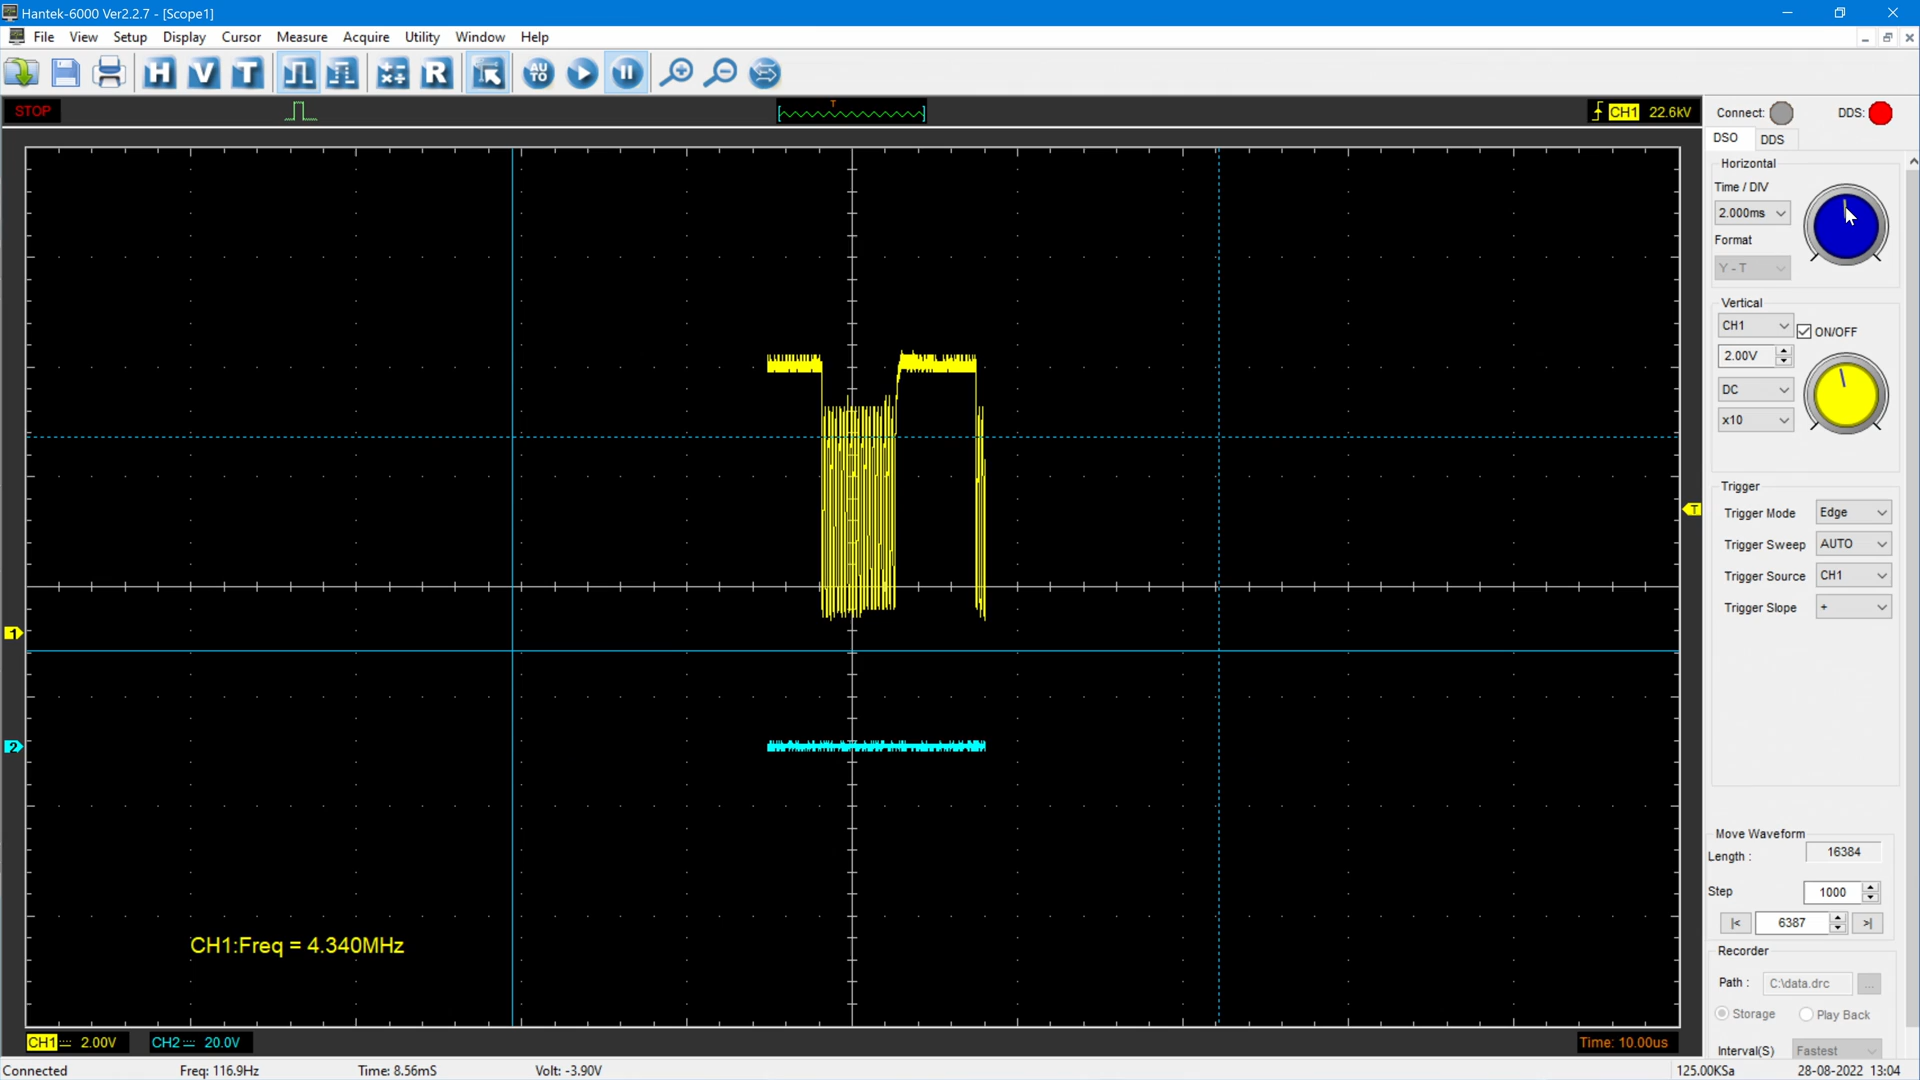 Hantek-6000 Ver2.2.7 - [Scope1]
File View Setup Display Cursor Measure Acquire Utility Window Help
H V T R AU TO
STOP T CH1 22.6kV Connect: DDS:
DSO DDS
Horizontal
Time / DIV
2.000ms
Format
Y - T
Vertical
CH1 ON/OFF
2.00V
DC
x10
Trigger
T
Trigger Mode Edge
Trigger Sweep AUTO
Trigger Source CH1
Trigger Slope +
1
2
Move Waveform
Length : 16384
Step 1000
|< 6387 >|
CH1:Freq = 4.340MHz
Recorder
Path : C:\data.drc ...
Storage Play Back
CH1 2.00V CH2 20.0V Time: 10.00us
Interval(S) Fastest
Connected Freq: 116.9Hz Time: 8.56mS Volt: -3.90V 125.00KSa 28-08-2022 13:04